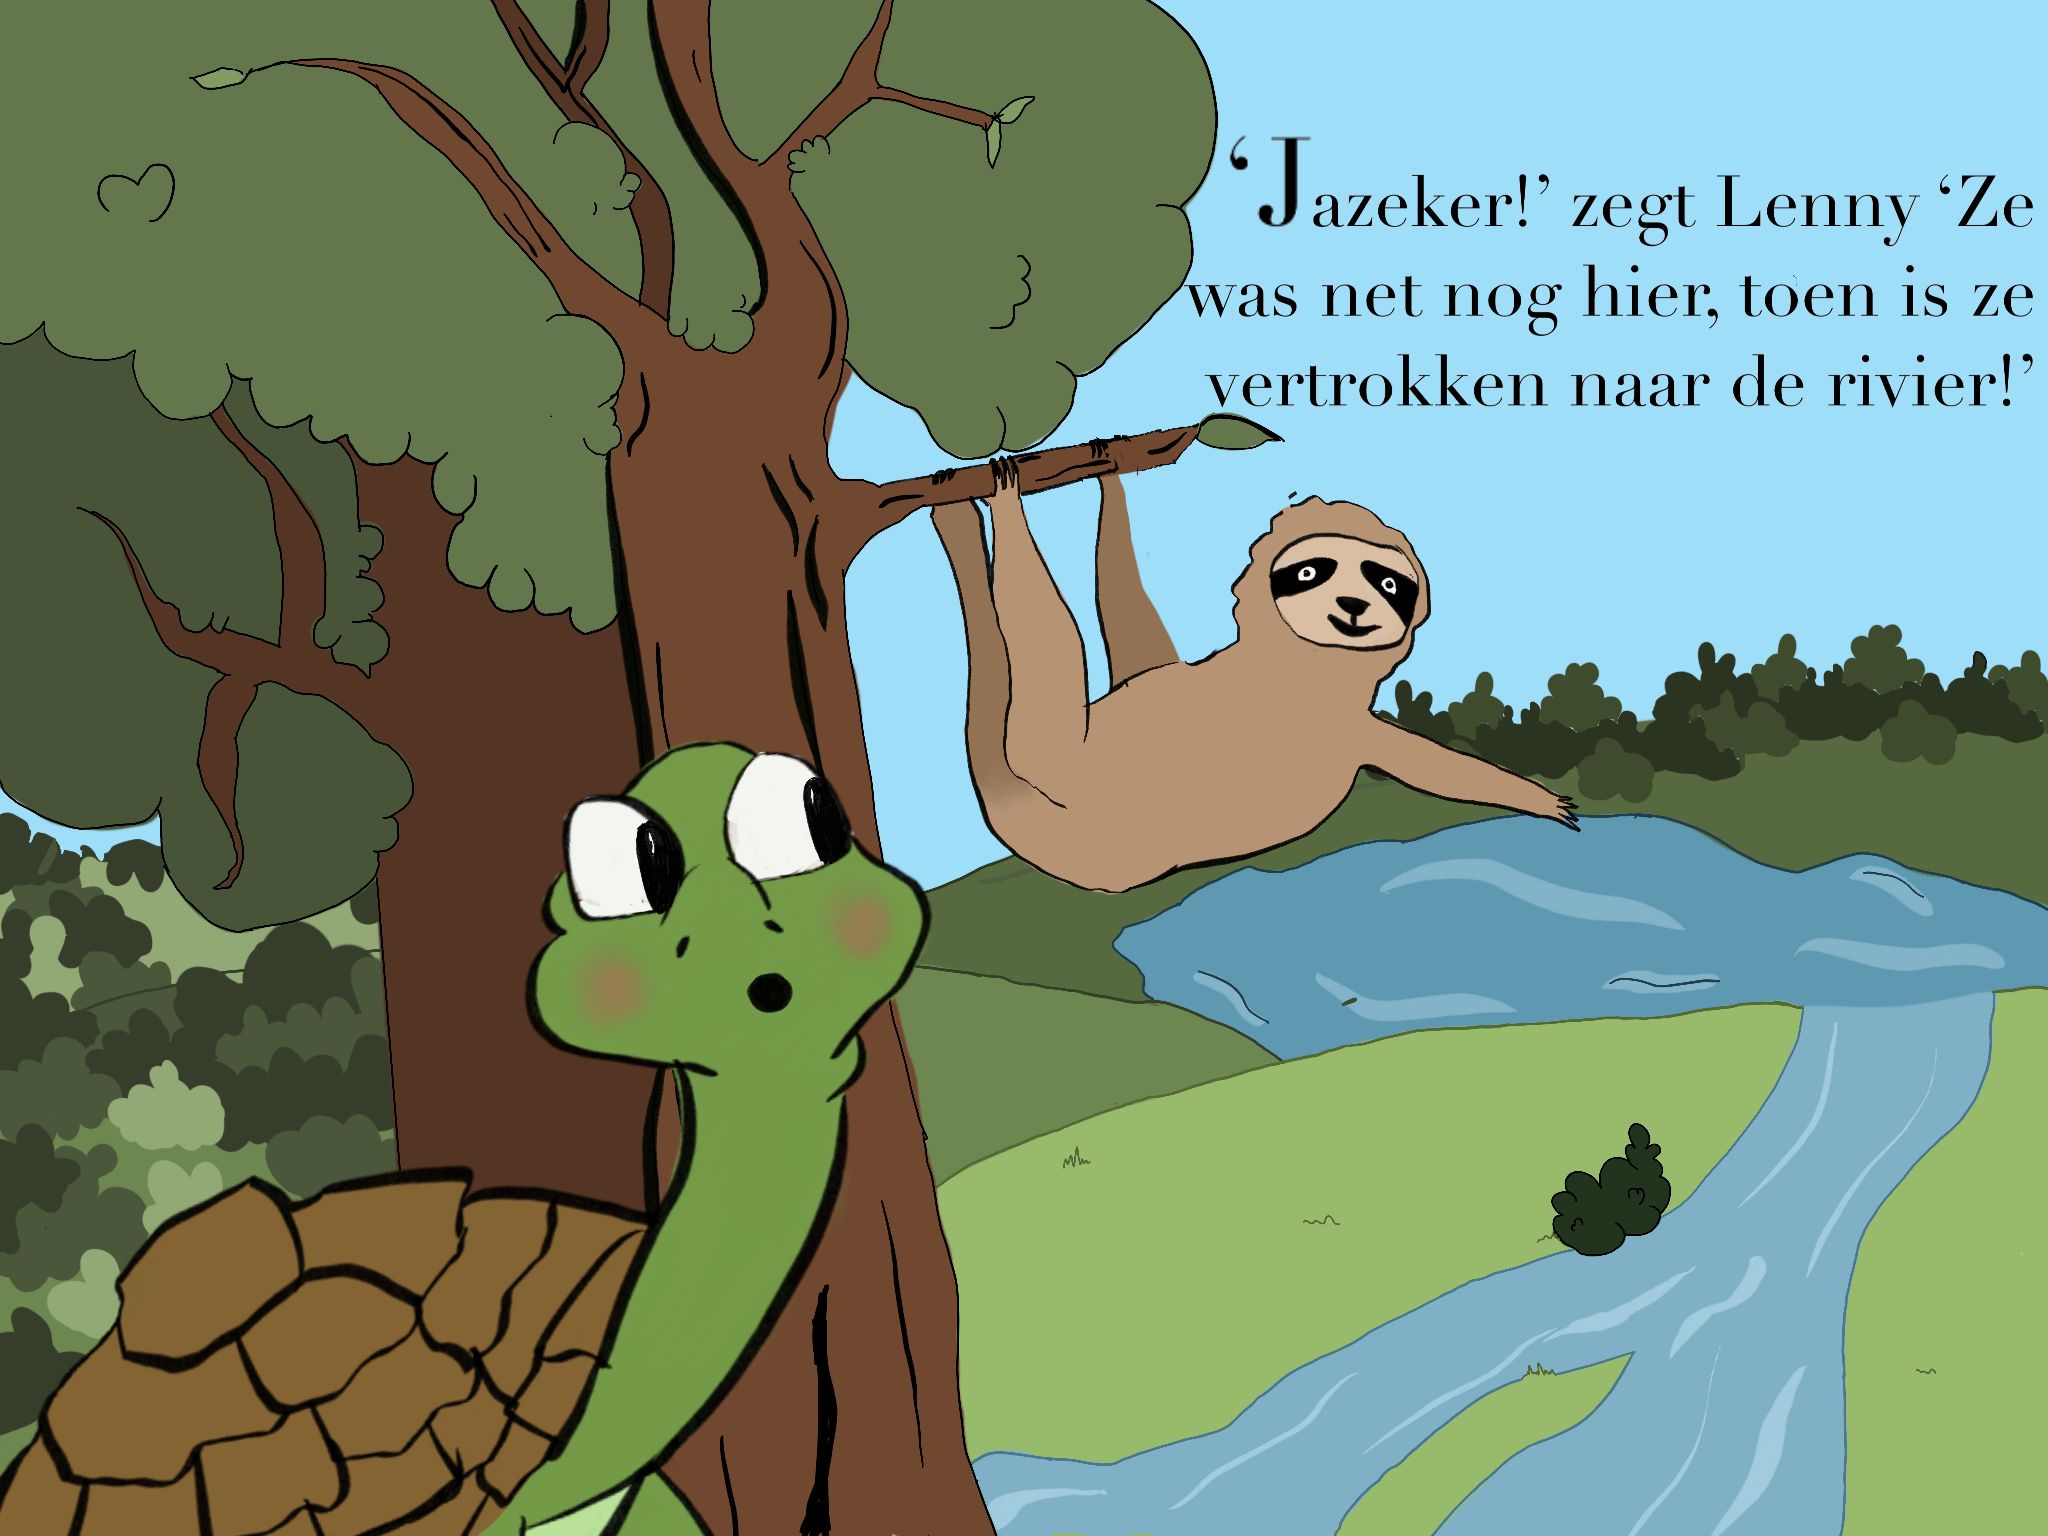 ‘Jazeker!’ zegt Lenny ‘Ze
was net nog hier, toen is ze
vertrokken naar de rivier!’